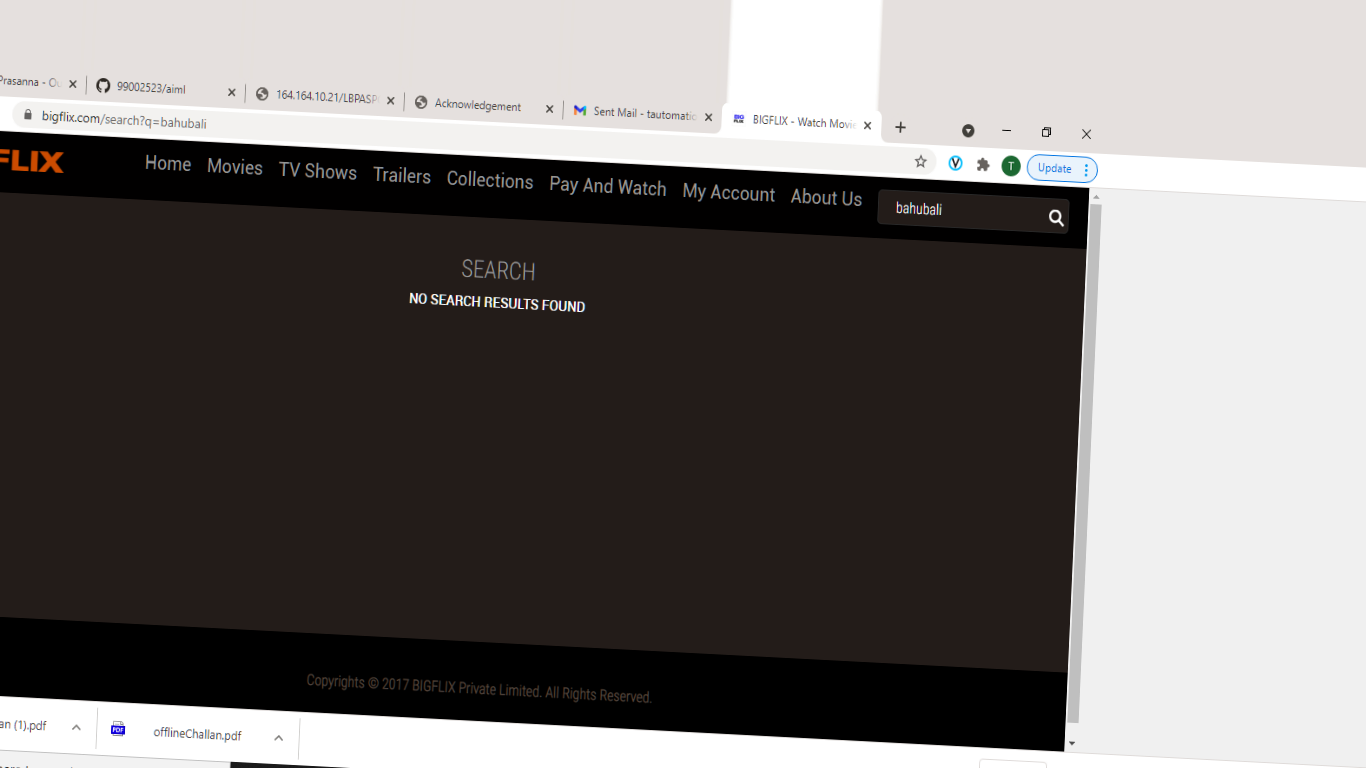 Prasanna - Ou
99002523/aiml
164.164.10.21/LBPASP
Acknowledgement
Sent Mail - tautomatic
BIGFLIX - Watch Movie
bigflix.com/search?q=bahubali
T
Update
FLIX
Home
Movies
TV Shows
Trailers
Collections
Pay And Watch
My Account
About Us
bahubali
SEARCH
NO SEARCH RESULTS FOUND
Copyrights © 2017 BIGFLIX Private Limited. All Rights Reserved.
an (1).pdf
PDF
offlineChallan.pdf